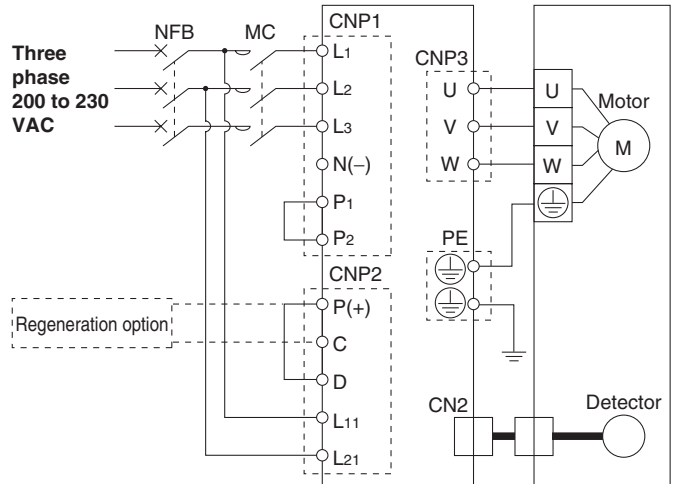 NFB
MC
CNP1
Three
phase
200 to 230
VAC
L1
L2
L3
N(–)
P1
P2
CNP3
U
V
W
U
V
W
Motor
M
PE
CNP2
Regeneration option
P(+)
C
D
L11
L21
CN2
Detector